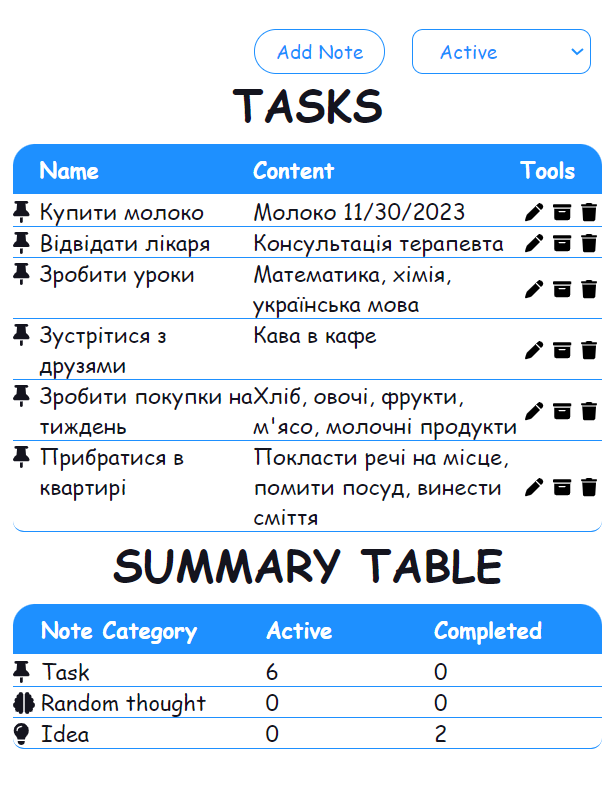 Add Note Active
TASKS
Name Content Tools
Купити молоко Молоко 11/30/2023
Відвідати лікаря Консультація терапевта
Зробити уроки Математика, хімія,
українська мова
Зустрітися з Кава в кафе
друзями
Зробити покупки на Хліб, овочі, фрукти,
тиждень м'ясо, молочні продукти
Прибратися в Покласти речі на місце,
квартирі помити посуд, винести
сміття
SUMMARY TABLE
Note Category Active Completed
Task 6 0
Random thought 0 0
Idea 0 2